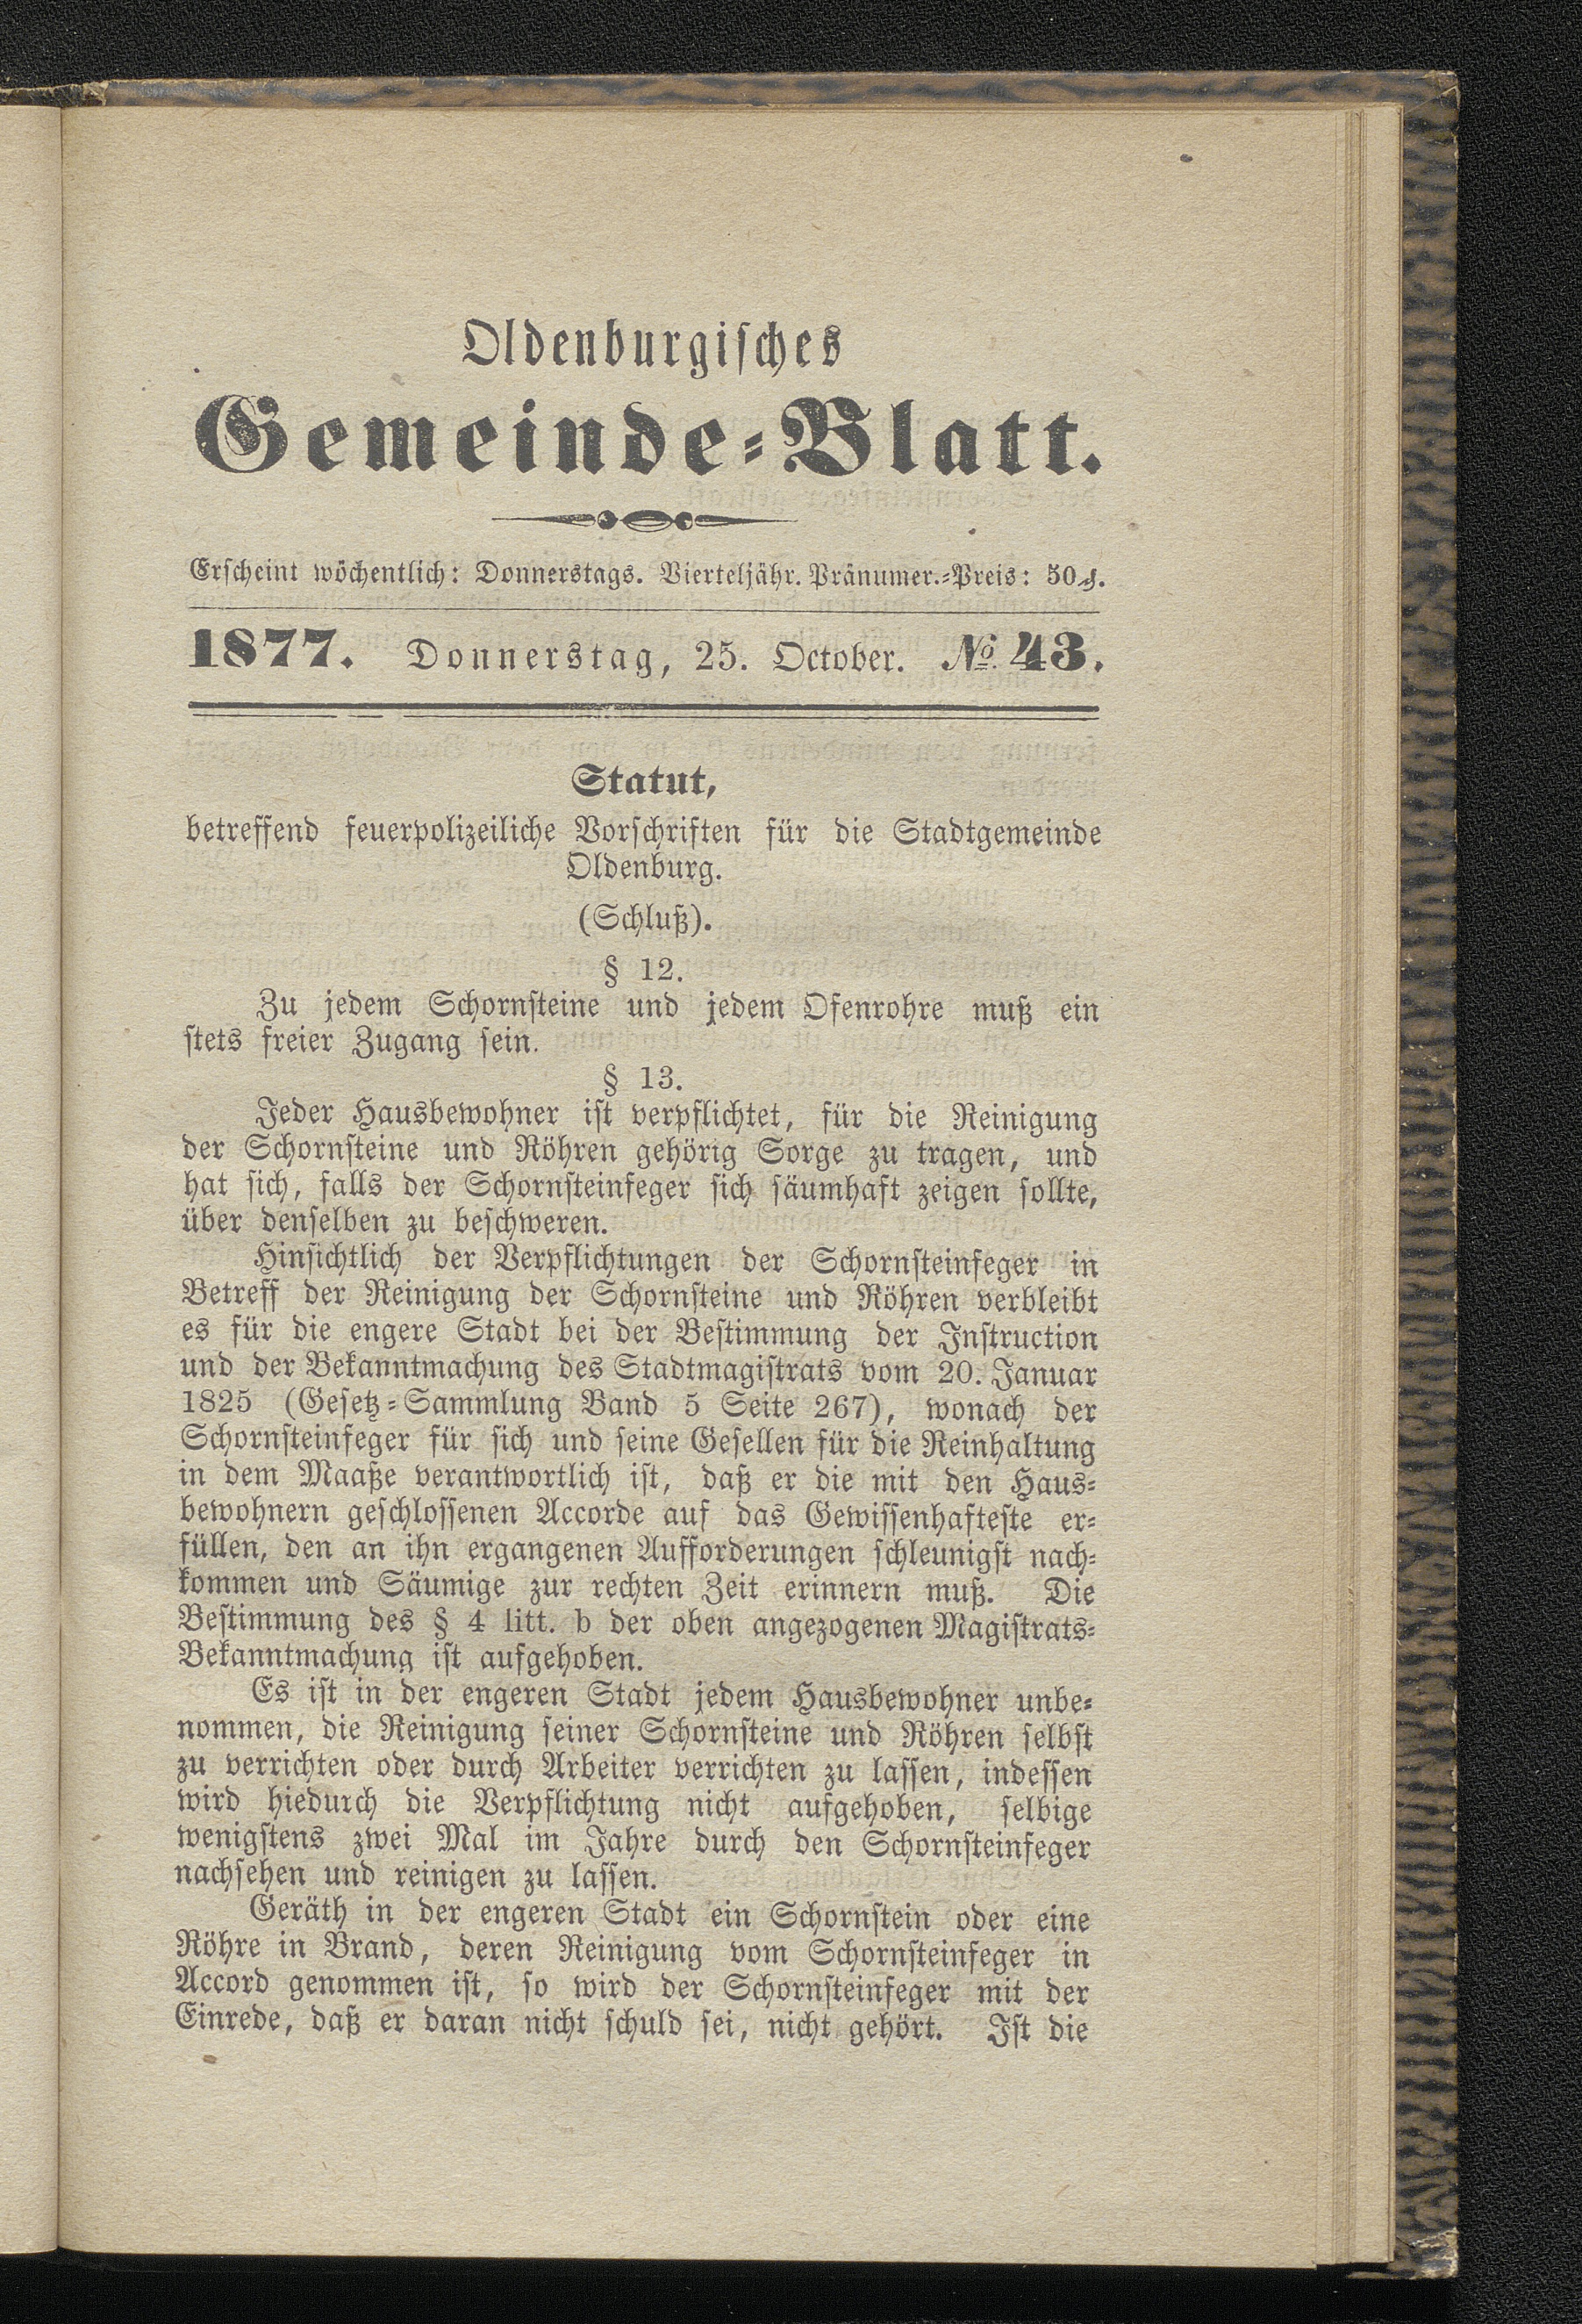 Oldenburgisches
Gemeinde-Blatt.
Erscheint wöchentlich: Donnerstags. Vierteljähr. Pränumer.-Preis: 50 ₰.
1877. Donnerstag, 25. October. № 43.
Statut,
betreffend feuerpolizeiliche Vorschriften für die Stadtgemeinde
Oldenburg.
(Schluß).
§ 12.
Zu jedem Schornsteine und jedem Ofenrohre muß ein
stets freier Zugang sein.
§ 13.
Jeder Hausbewohner ist verpflichtet, für die Reinigung
der Schornsteine und Röhren gehörig Sorge zu tragen, und
hat sich, falls der Schornsteinfeger sich säumhaft zeigen sollte,
über denselben zu beschweren.
Hinsichtlich der Verpflichtungen der Schornsteinfeger in
Betreff der Reinigung der Schornsteine und Röhren verbleibt
es für die engere Stadt bei der Bestimmung der Instruction
und der Bekanntmachung des Stadtmagistrats vom 20. Januar
1825 (Gesetz-Sammlung Band 5 Seite 267), wonach der
Schornsteinfeger für sich und seine Gesellen für die Reinhaltung
in dem Maaße verantwortlich ist, daß er die mit den Haus-
bewohnern geschlossenen Accorde auf das Gewissenhafteste er-
füllen, den an ihn ergangenen Aufforderungen schleunigst nach-
kommen und Säumige zur rechten Zeit erinnern muß. Die
Bestimmung des § 4 litt. b der oben angezogenen Magistrats-
Bekanntmachung ist aufgehoben.
Es ist in der engeren Stadt jedem Hausbewohner unbe-
nommen, die Reinigung seiner Schornsteine und Röhren selbst
zu verrichten oder durch Arbeiter verrichten zu lassen, indessen
wird hiedurch die Verpflichtung nicht aufgehoben, selbige
wenigstens zwei Mal im Jahre durch den Schornsteinfeger
nachsehen und reinigen zu lassen.
Geräth in der engeren Stadt ein Schornstein oder eine
Röhre in Brand, deren Reinigung vom Schornsteinfeger in
Accord genommen ist, so wird der Schornsteinfeger mit der
Einrede, daß er daran nicht schuld sei, nicht gehört. Ist die